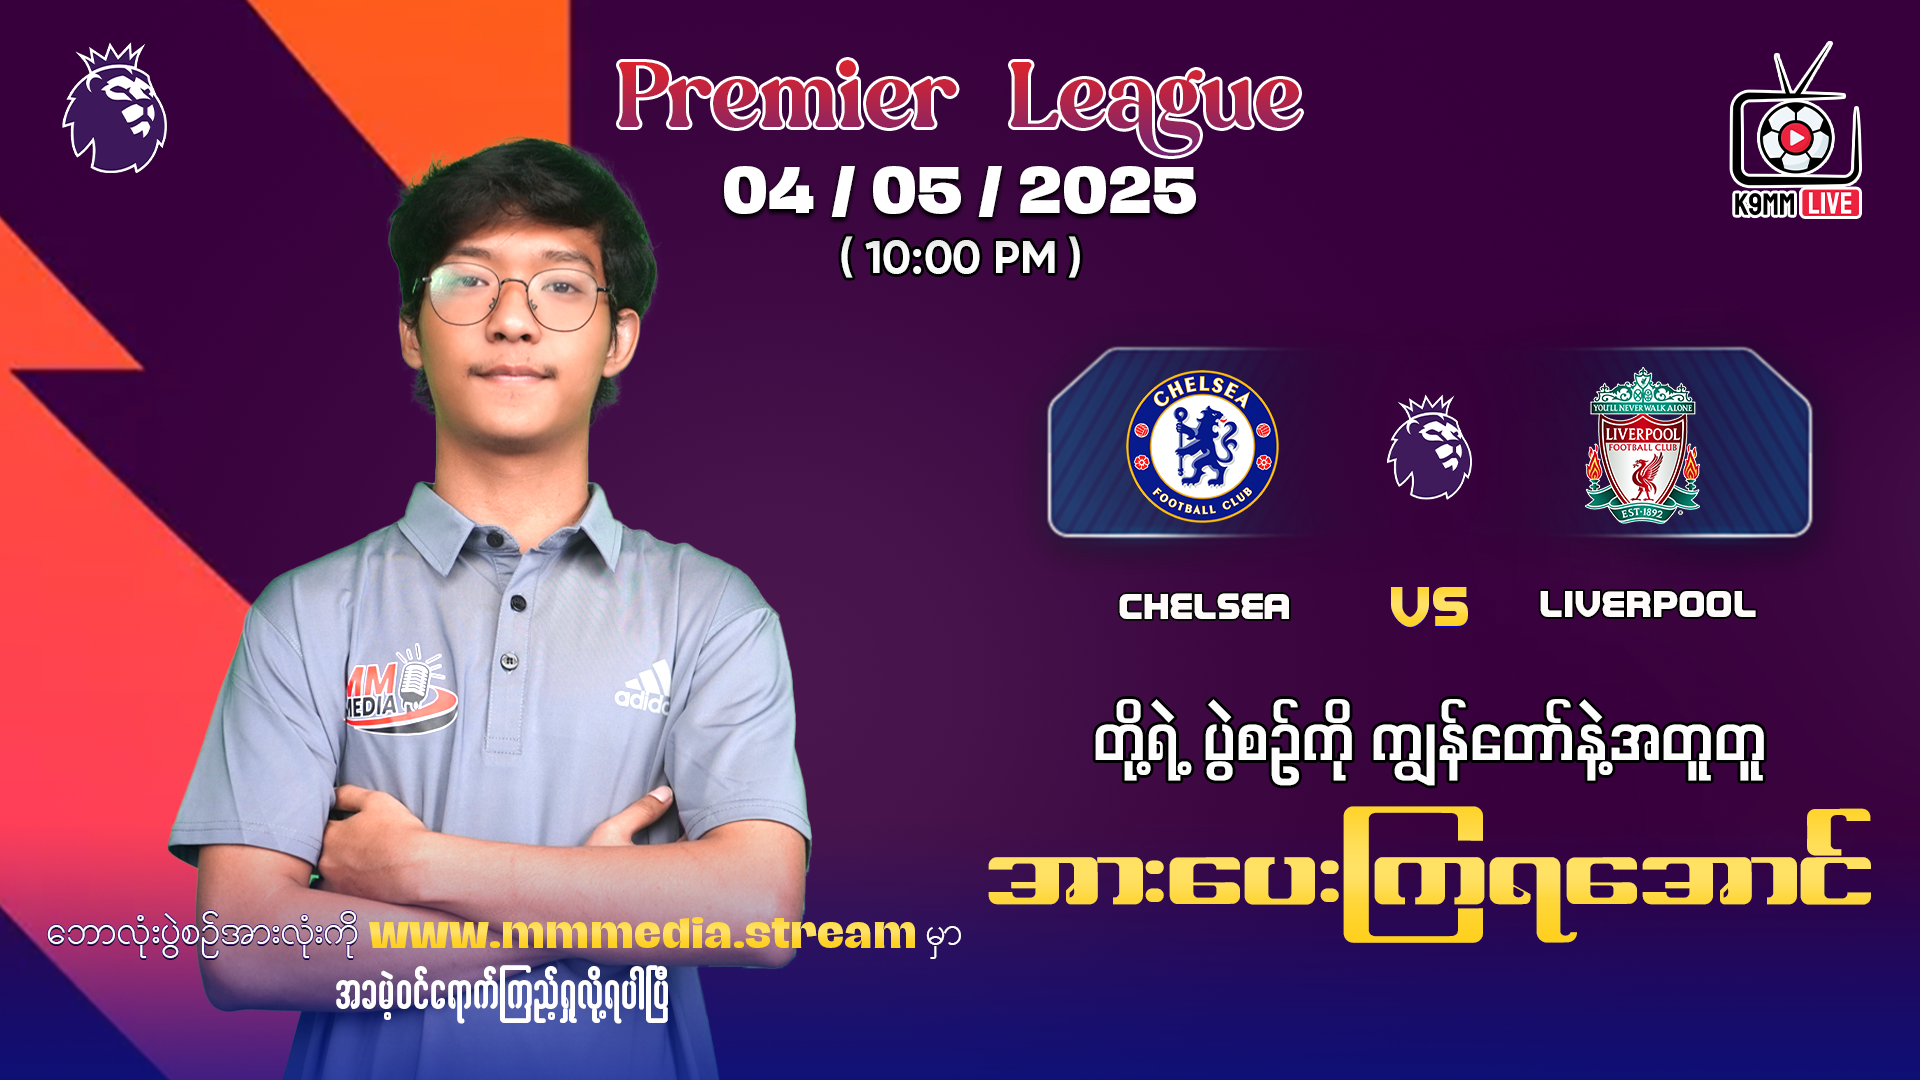 Premier League
04 / 05 / 2025
( 10:00 PM )
K9MM LIVE
CHELSEA
FOOTBALL CLUB
YOU'LL NEVER WALK ALONE
LIVERPOOL
FOOTBALL CLUB
EST·1892
CHELSEA VS LIVERPOOL
MM
MEDIA
adidas
တို့ရဲ့ ပွဲစဉ်ကို ကျွန်တော်နဲ့အတူတူ
အားပေးကြရအောင်
ဘောလုံးပွဲစဉ်အားလုံးကို www.mmmedia.stream မှာ
အခမဲ့ဝင်ရောက်ကြည့်ရှုလို့ရပါပြီ